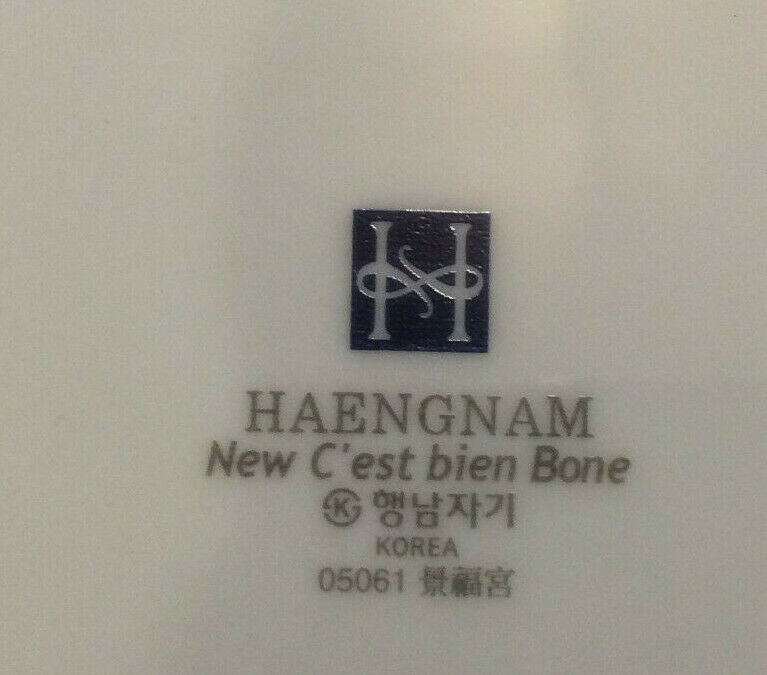 H
HAENGNAM
New C'est bien Bone
Ⓚ 행남자기
KOREA
05061 景福宮